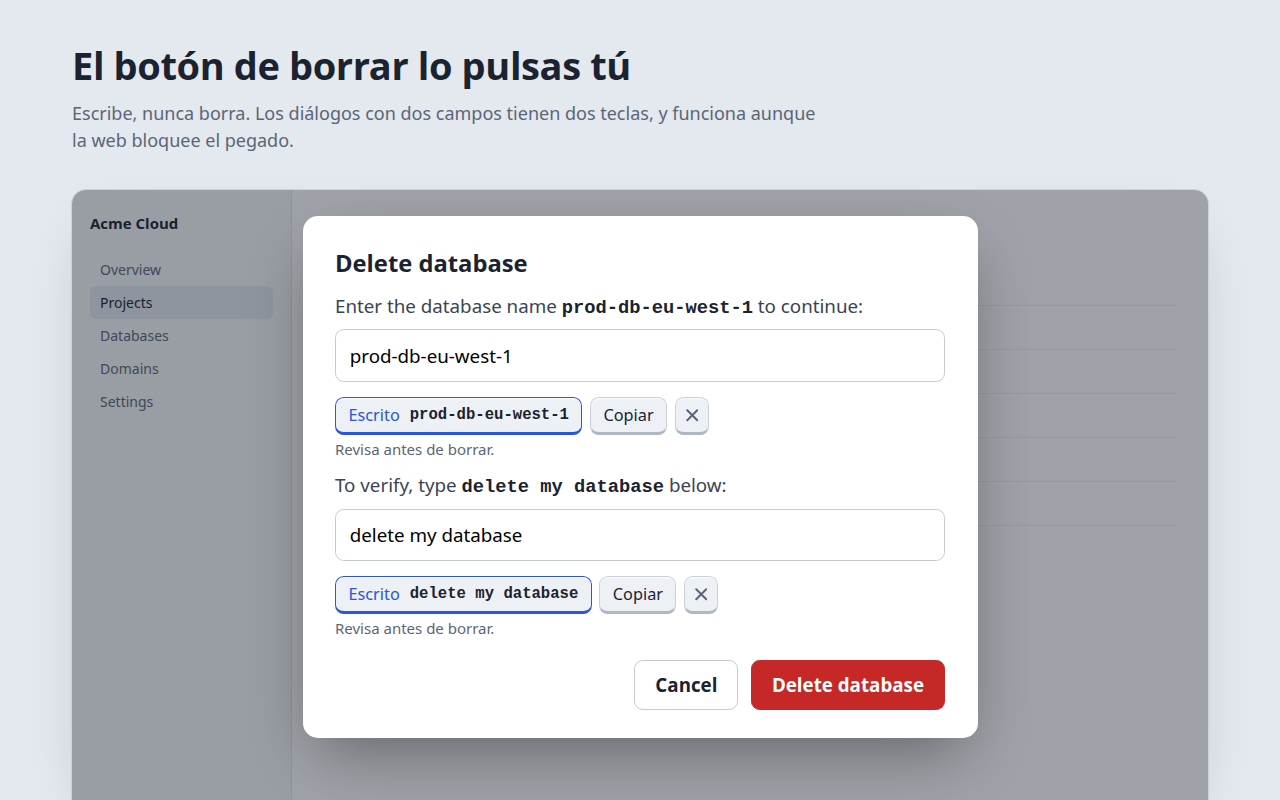 El botón de borrar lo pulsas tú
Escribe, nunca borra. Los diálogos con dos campos tienen dos teclas, y funciona aunque
la web bloquee el pegado.
Acme Cloud
Overview
Projects
Databases
Domains
Settings
Delete database
Enter the database name prod-db-eu-west-1 to continue:
prod-db-eu-west-1
Escrito prod-db-eu-west-1 Copiar ✕
Revisa antes de borrar.
To verify, type delete my database below:
delete my database
Escrito delete my database Copiar ✕
Revisa antes de borrar.
Cancel Delete database